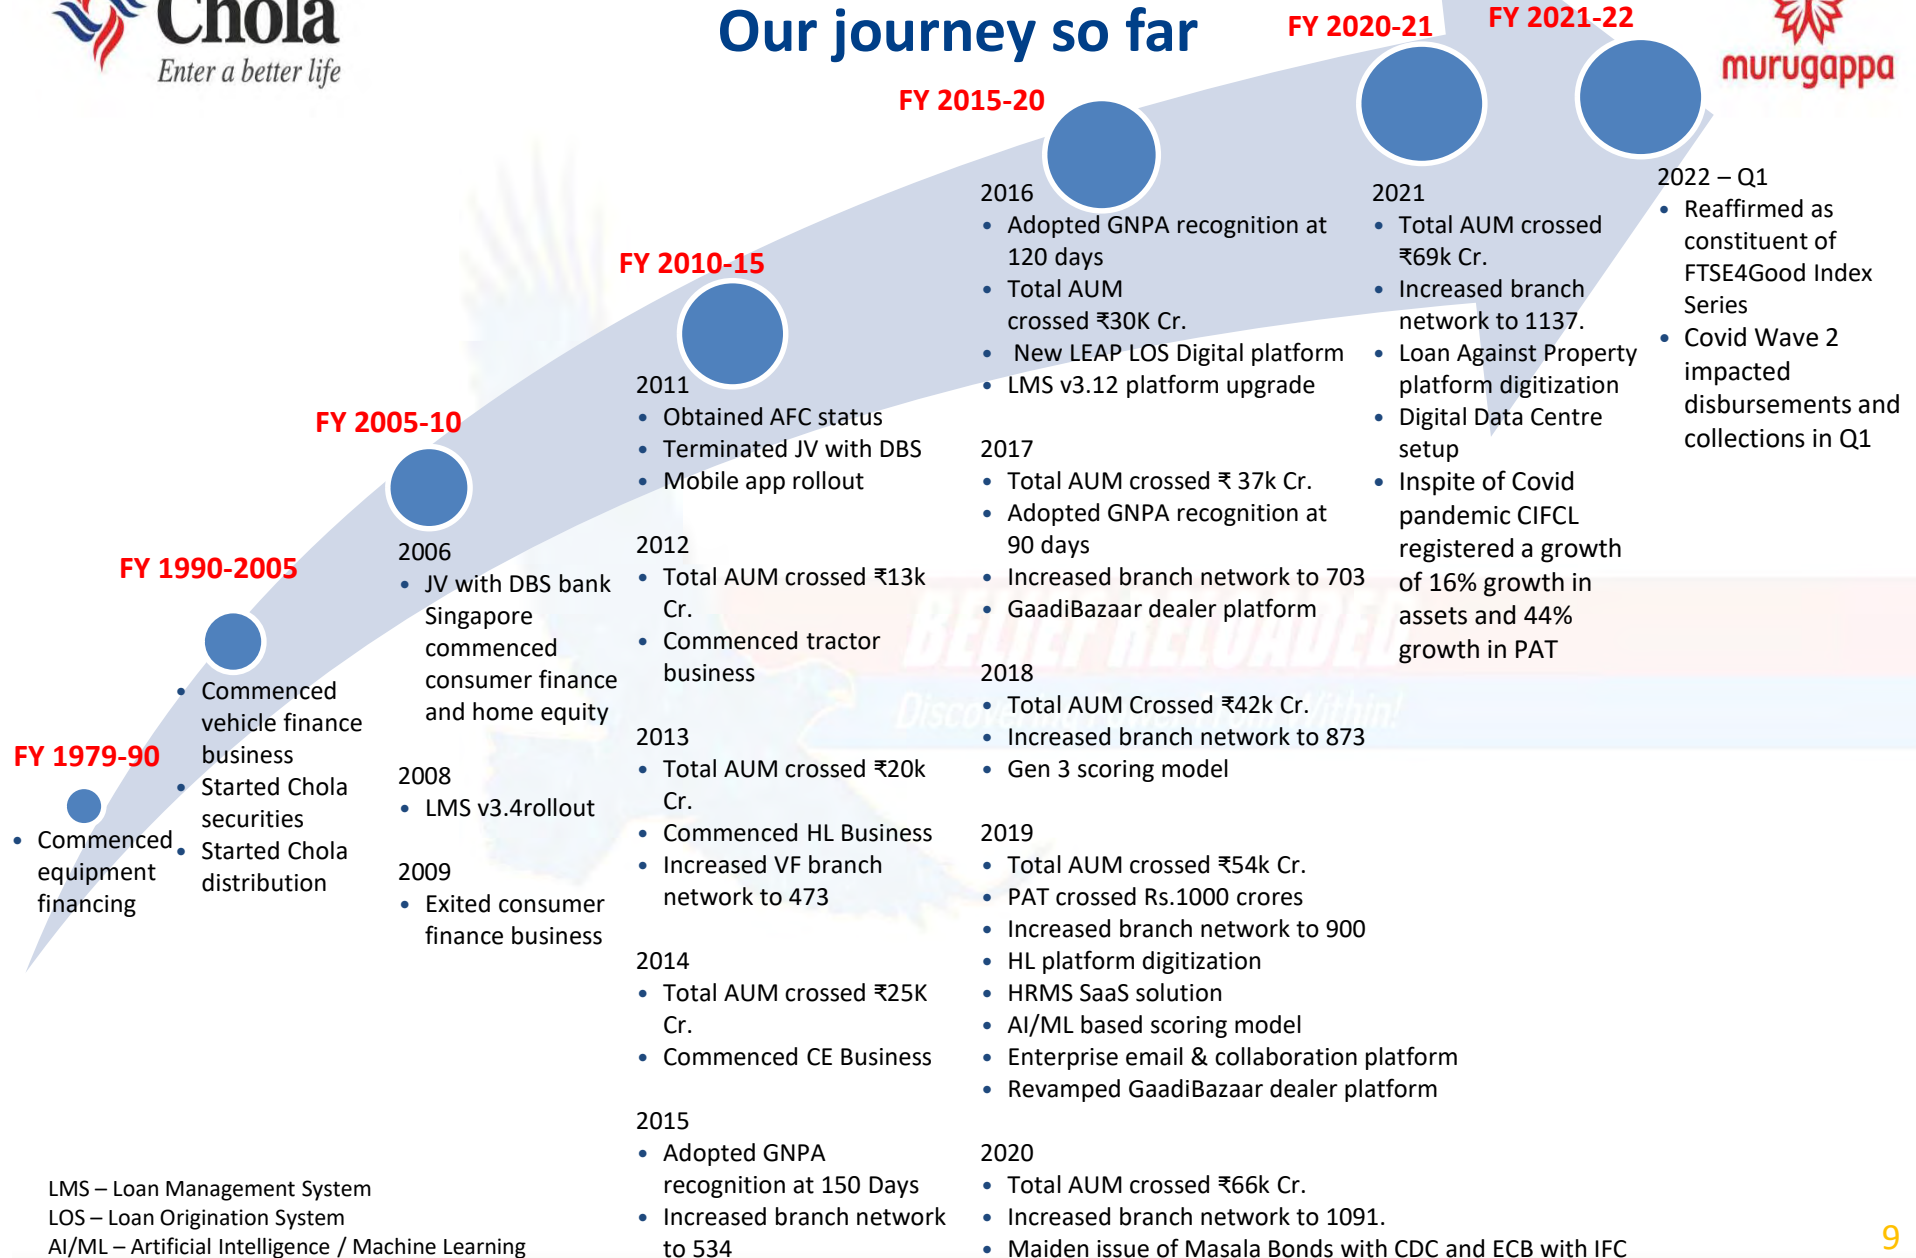 Chola
Enter a better life
Our journey so far
murugappa
FY 1979-90
• Commenced
equipment
financing
FY 1990-2005
• Commenced
vehicle finance
business
• Started Chola
securities
• Started Chola
distribution
FY 2005-10
2006
• JV with DBS bank
Singapore
commenced
consumer finance
and home equity
2008
• LMS v3.4rollout
2009
• Exited consumer
finance business
FY 2010-15
2011
• Obtained AFC status
• Terminated JV with DBS
• Mobile app rollout
2012
• Total AUM crossed ₹13k
Cr.
• Commenced tractor
business
2013
• Total AUM crossed ₹20k
Cr.
• Commenced HL Business
• Increased VF branch
network to 473
2014
• Total AUM crossed ₹25K
Cr.
• Commenced CE Business
2015
• Adopted GNPA
recognition at 150 Days
• Increased branch network
to 534
FY 2015-20
2016
• Adopted GNPA recognition at
120 days
• Total AUM
crossed ₹30K Cr.
• New LEAP LOS Digital platform
• LMS v3.12 platform upgrade
2017
• Total AUM crossed ₹ 37k Cr.
• Adopted GNPA recognition at
90 days
• Increased branch network to 703
• GaadiBazaar dealer platform
2018
• Total AUM Crossed ₹42k Cr.
• Increased branch network to 873
• Gen 3 scoring model
2019
• Total AUM crossed ₹54k Cr.
• PAT crossed Rs.1000 crores
• Increased branch network to 900
• HL platform digitization
• HRMS SaaS solution
• AI/ML based scoring model
• Enterprise email & collaboration platform
• Revamped GaadiBazaar dealer platform
2020
• Total AUM crossed ₹66k Cr.
• Increased branch network to 1091.
• Maiden issue of Masala Bonds with CDC and ECB with IFC
FY 2020-21
2021
• Total AUM crossed
₹69k Cr.
• Increased branch
network to 1137.
• Loan Against Property
platform digitization
• Digital Data Centre
setup
• Inspite of Covid
pandemic CIFCL
registered a growth
of 16% growth in
assets and 44%
growth in PAT
FY 2021-22
2022 – Q1
• Reaffirmed as
constituent of
FTSE4Good Index
Series
• Covid Wave 2
impacted
disbursements and
collections in Q1
BELIEF RELOADED
Discovering Power From Within!
LMS – Loan Management System
LOS – Loan Origination System
AI/ML – Artificial Intelligence / Machine Learning
9